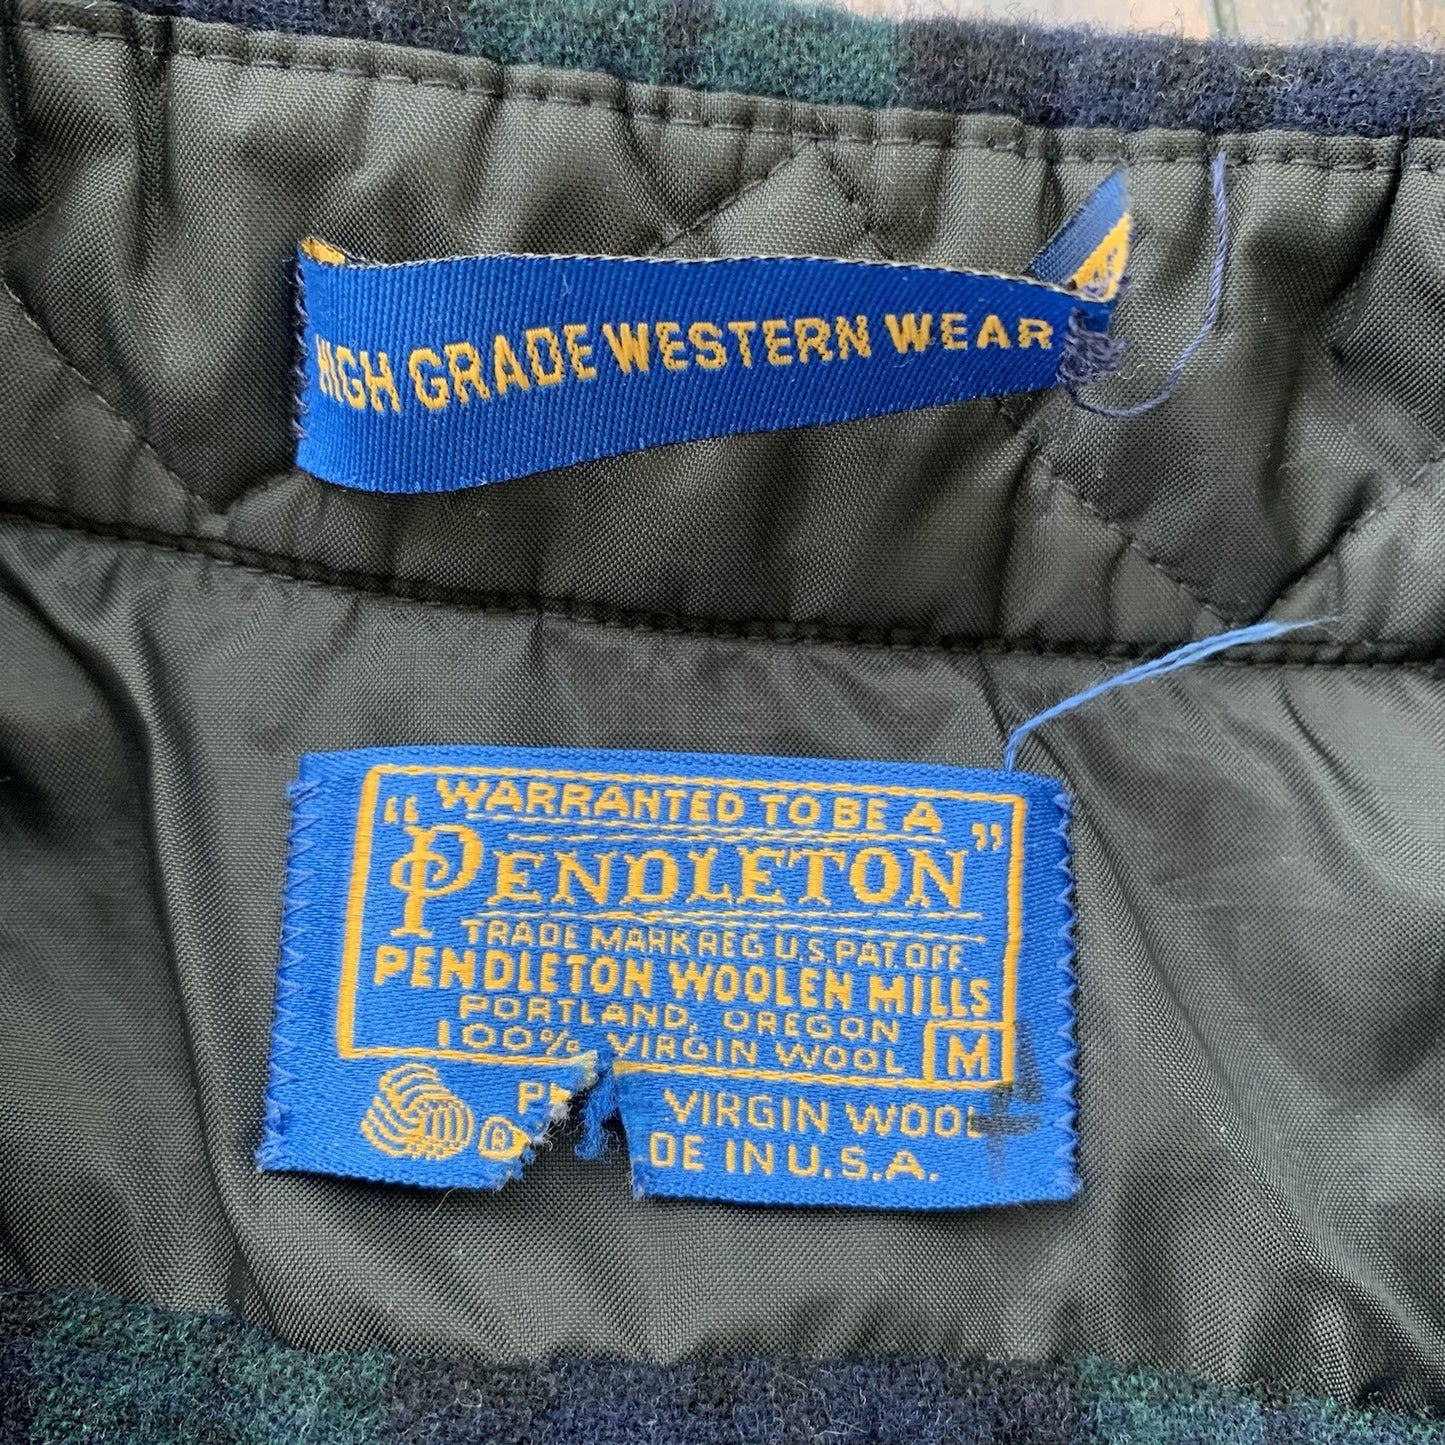 HIGH GRADE WESTERN WEAR
WARRANTED TO BE A
"PENDLETON"
TRADE MARK REG U.S. PAT. OFF.
PENDLETON WOOLEN MILLS
PORTLAND, OREGON
100% VIRGIN WOOL M
VIRGIN WOOL
DE IN U.S.A.